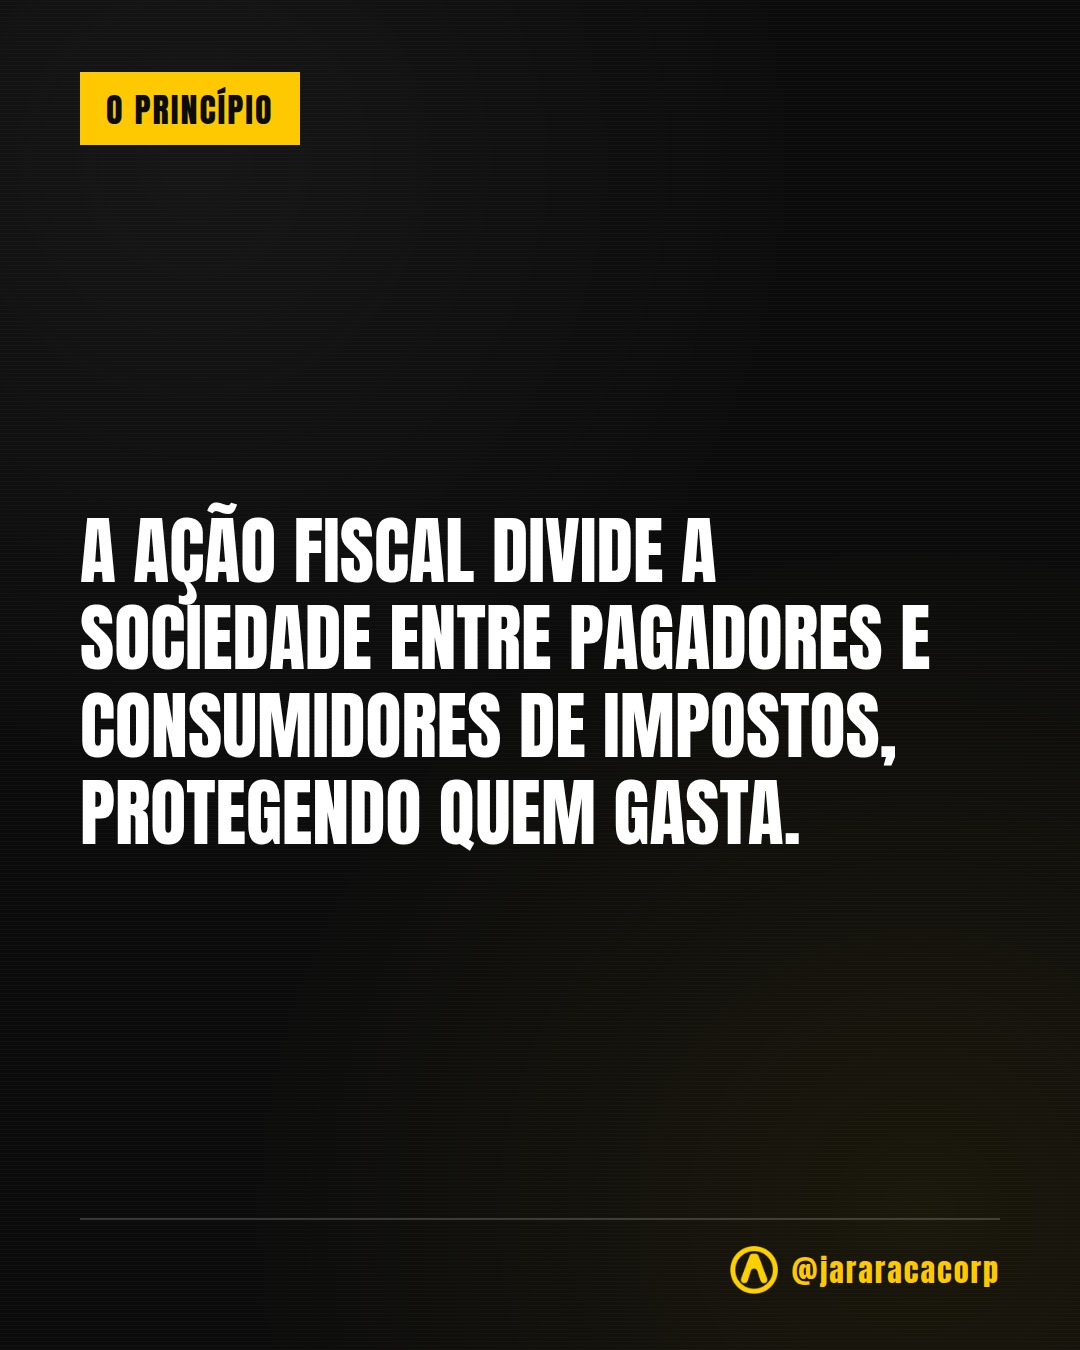 O PRINCÍPIO
A AÇÃO FISCAL DIVIDE A
SOCIEDADE ENTRE PAGADORES E
CONSUMIDORES DE IMPOSTOS,
PROTEGENDO QUEM GASTA.
@jararacacorp